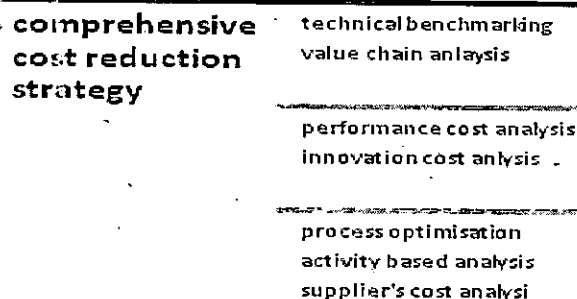 comprehensive
cost reduction
strategy
technical benchmarking
value chain anlaysis
performance cost analysis
innovation cost anlysis
process optimisation
activity based analysis
supplier's cost analysi